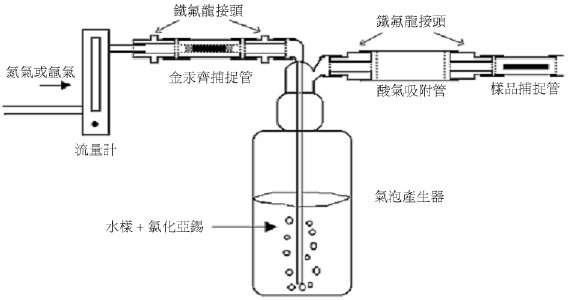 鐵氟龍接頭
鐵氟龍接頭
氮氣或氬氣
金汞齊捕捉管
酸氣吸附管
樣品捕捉管
流量計
氣泡產生器
水樣 + 氯化亞錫